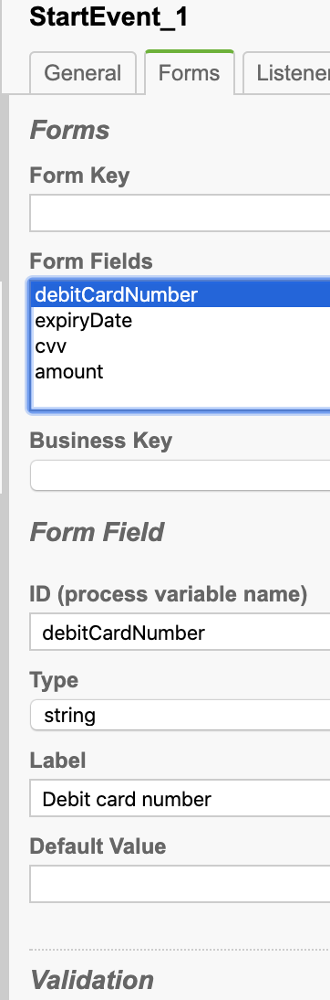 StartEvent_1
General Forms
Forms
Form Key
Form Fields
debitCardNumber
expiryDate
cvv
amount
Business Key
Form Field
ID (process variable name)
debitCardNumber
Type
string
Label
Debit card number
Default Value
Validation